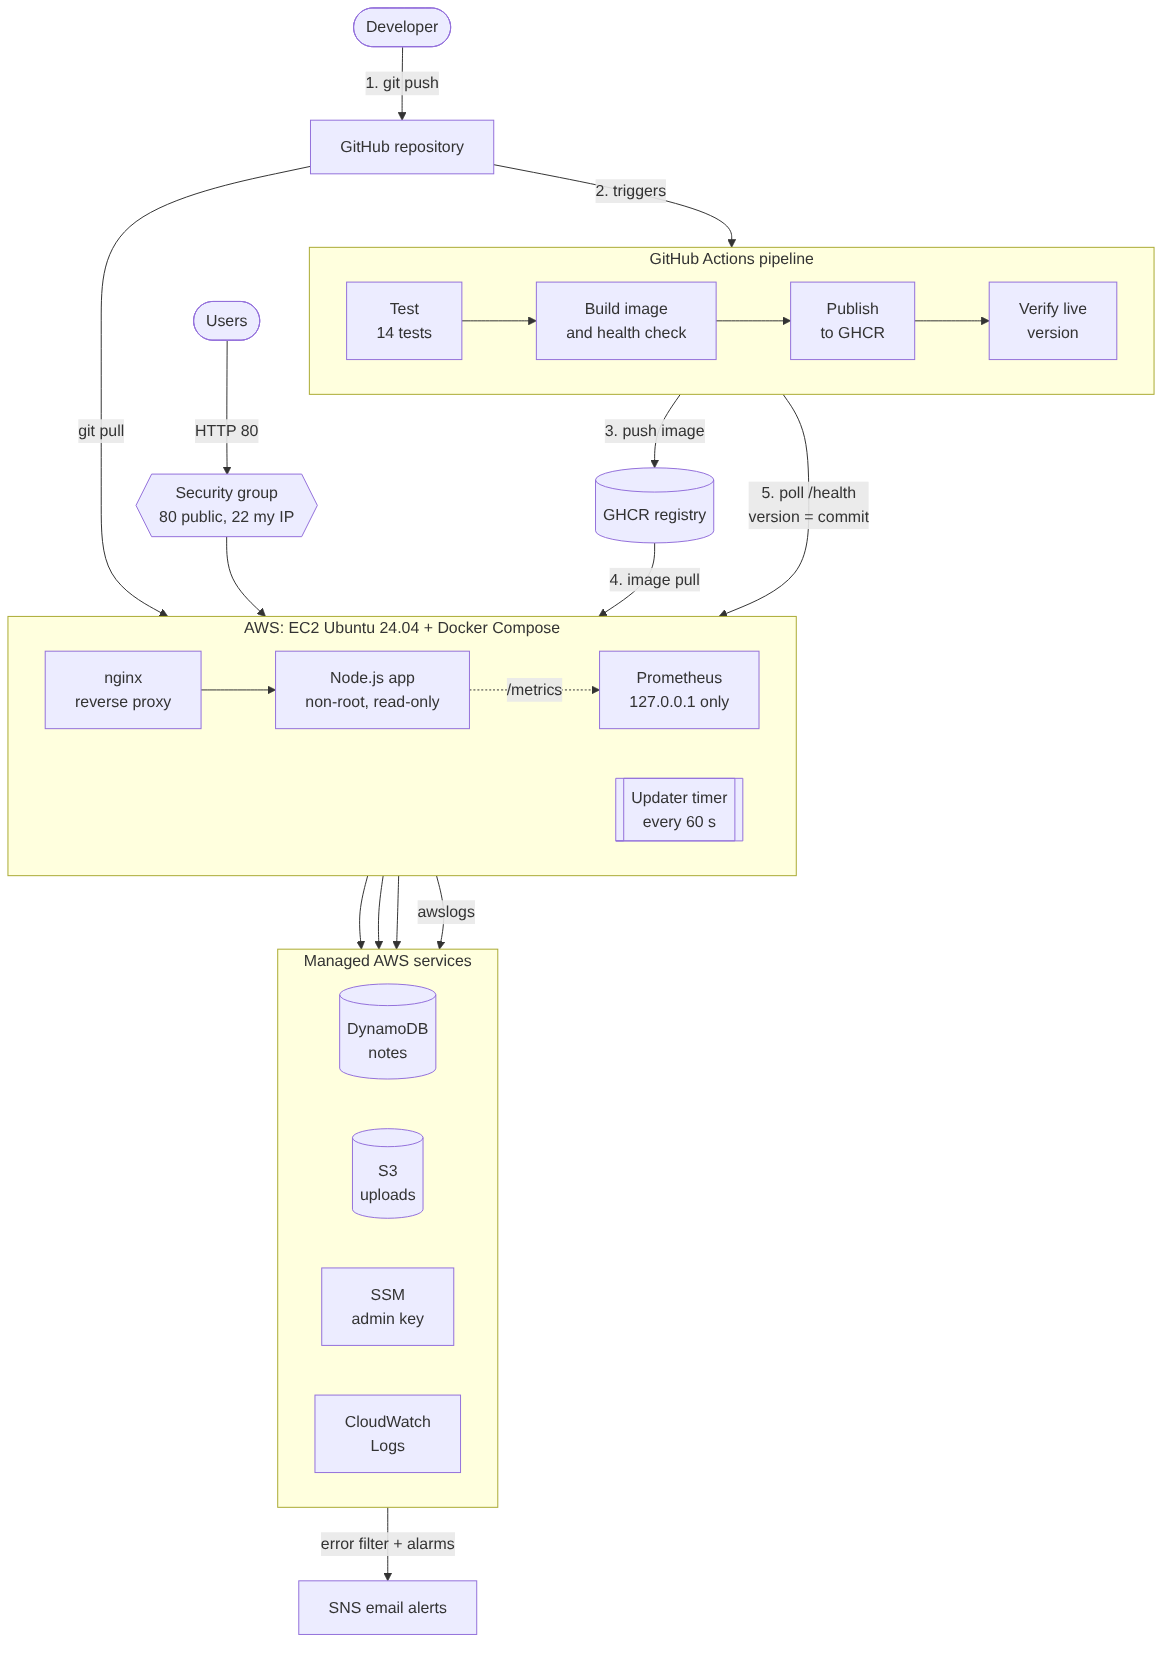 Developer
1. git push
GitHub repository
2. triggers
GitHub Actions pipeline
Test
14 tests
Build image
and health check
Publish
to GHCR
Verify live
version
Users
git pull
HTTP 80
3. push image
Security group
80 public, 22 my IP
GHCR registry
5. poll /health
version = commit
4. image pull
AWS: EC2 Ubuntu 24.04 + Docker Compose
nginx
reverse proxy
Node.js app
non-root, read-only
/metrics
Prometheus
127.0.0.1 only
Updater timer
every 60 s
awslogs
Managed AWS services
DynamoDB
notes
S3
uploads
SSM
admin key
CloudWatch
Logs
error filter + alarms
SNS email alerts